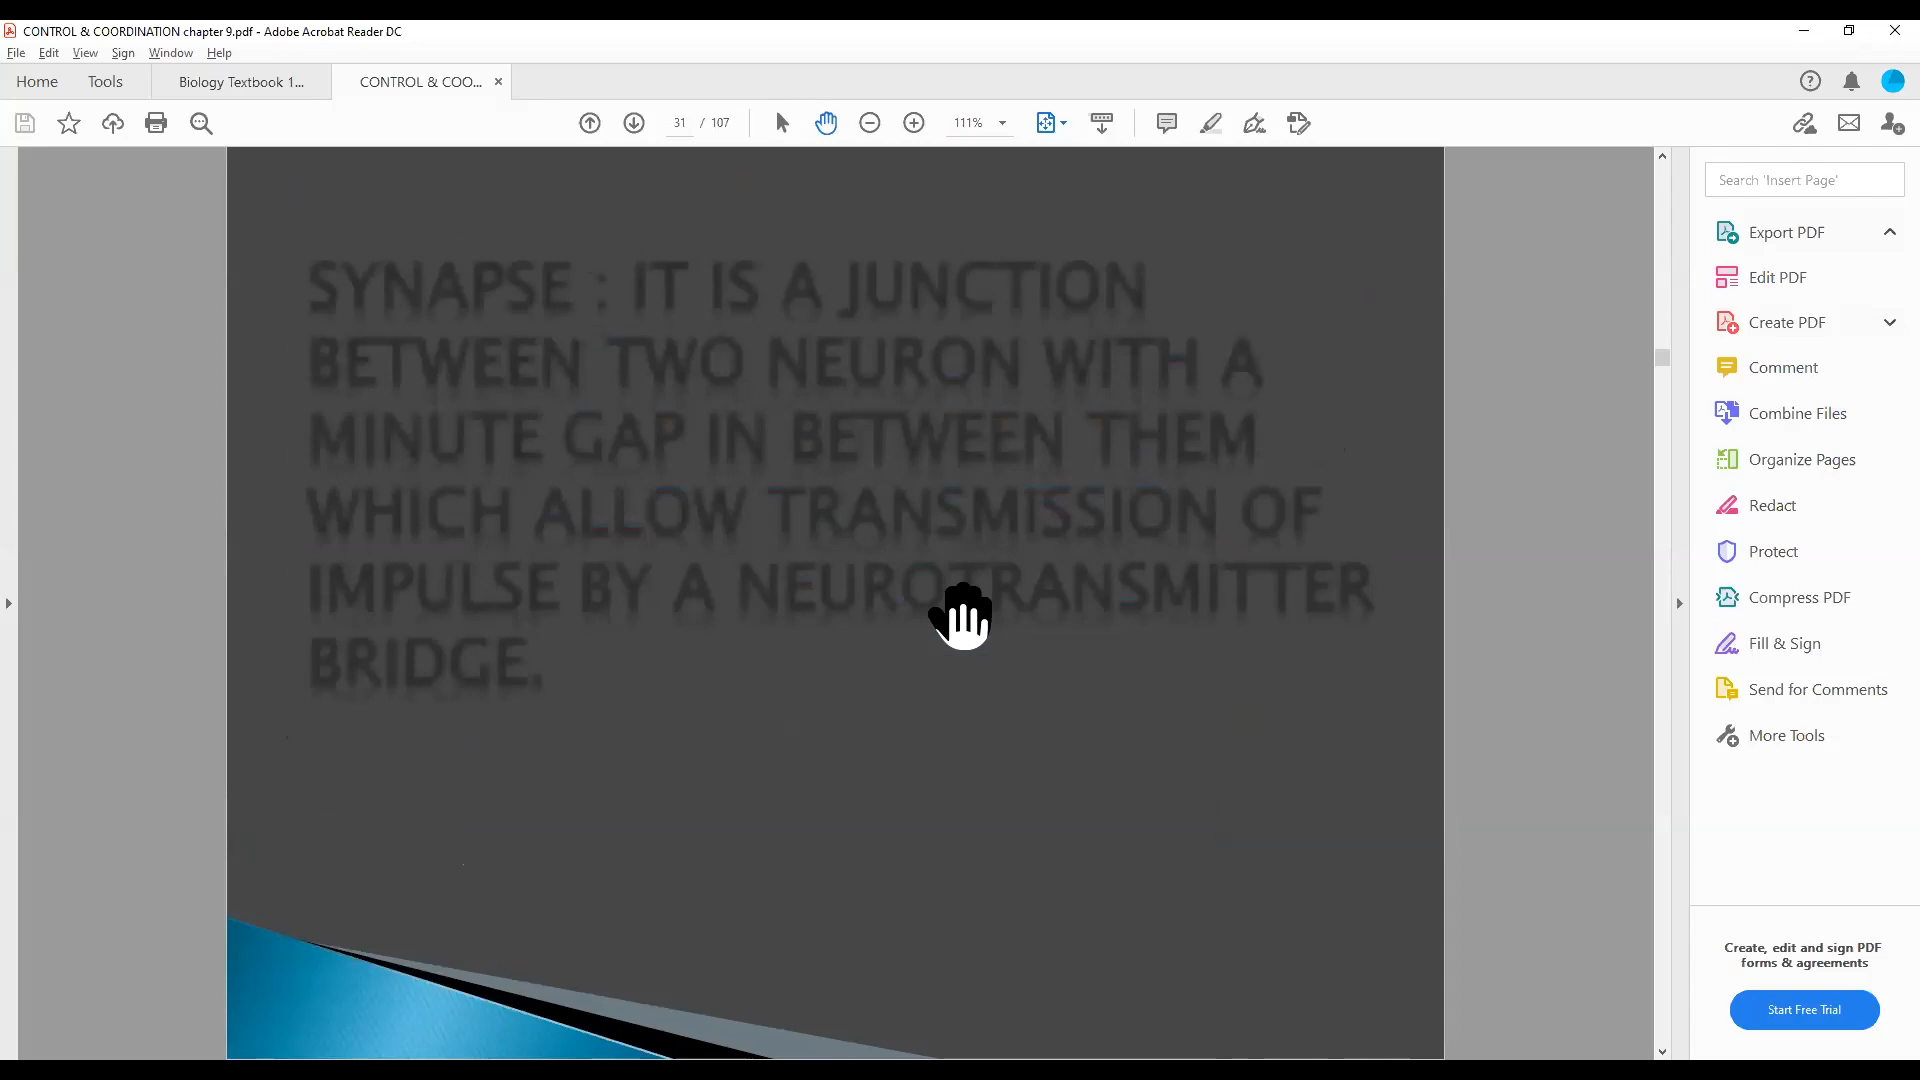 CONTROL & COORDINATION chapter 9.pdf - Adobe Acrobat Reader DC
File Edit View Sign Window Help
Home Tools Biology Textbook 1... CONTROL & COO... ×
31 / 107 111%
SYNAPSE : IT IS A JUNCTION
BETWEEN TWO NEURON WITH A
MINUTE GAP IN BETWEEN THEM
WHICH ALLOW TRANSMISSION OF
IMPULSE BY A NEUROTRANSMITTER
BRIDGE.
Search 'Insert Page'
Export PDF
Edit PDF
Create PDF
Comment
Combine Files
Organize Pages
Redact
Protect
Compress PDF
Fill & Sign
Send for Comments
More Tools
Create, edit and sign PDF
forms & agreements
Start Free Trial